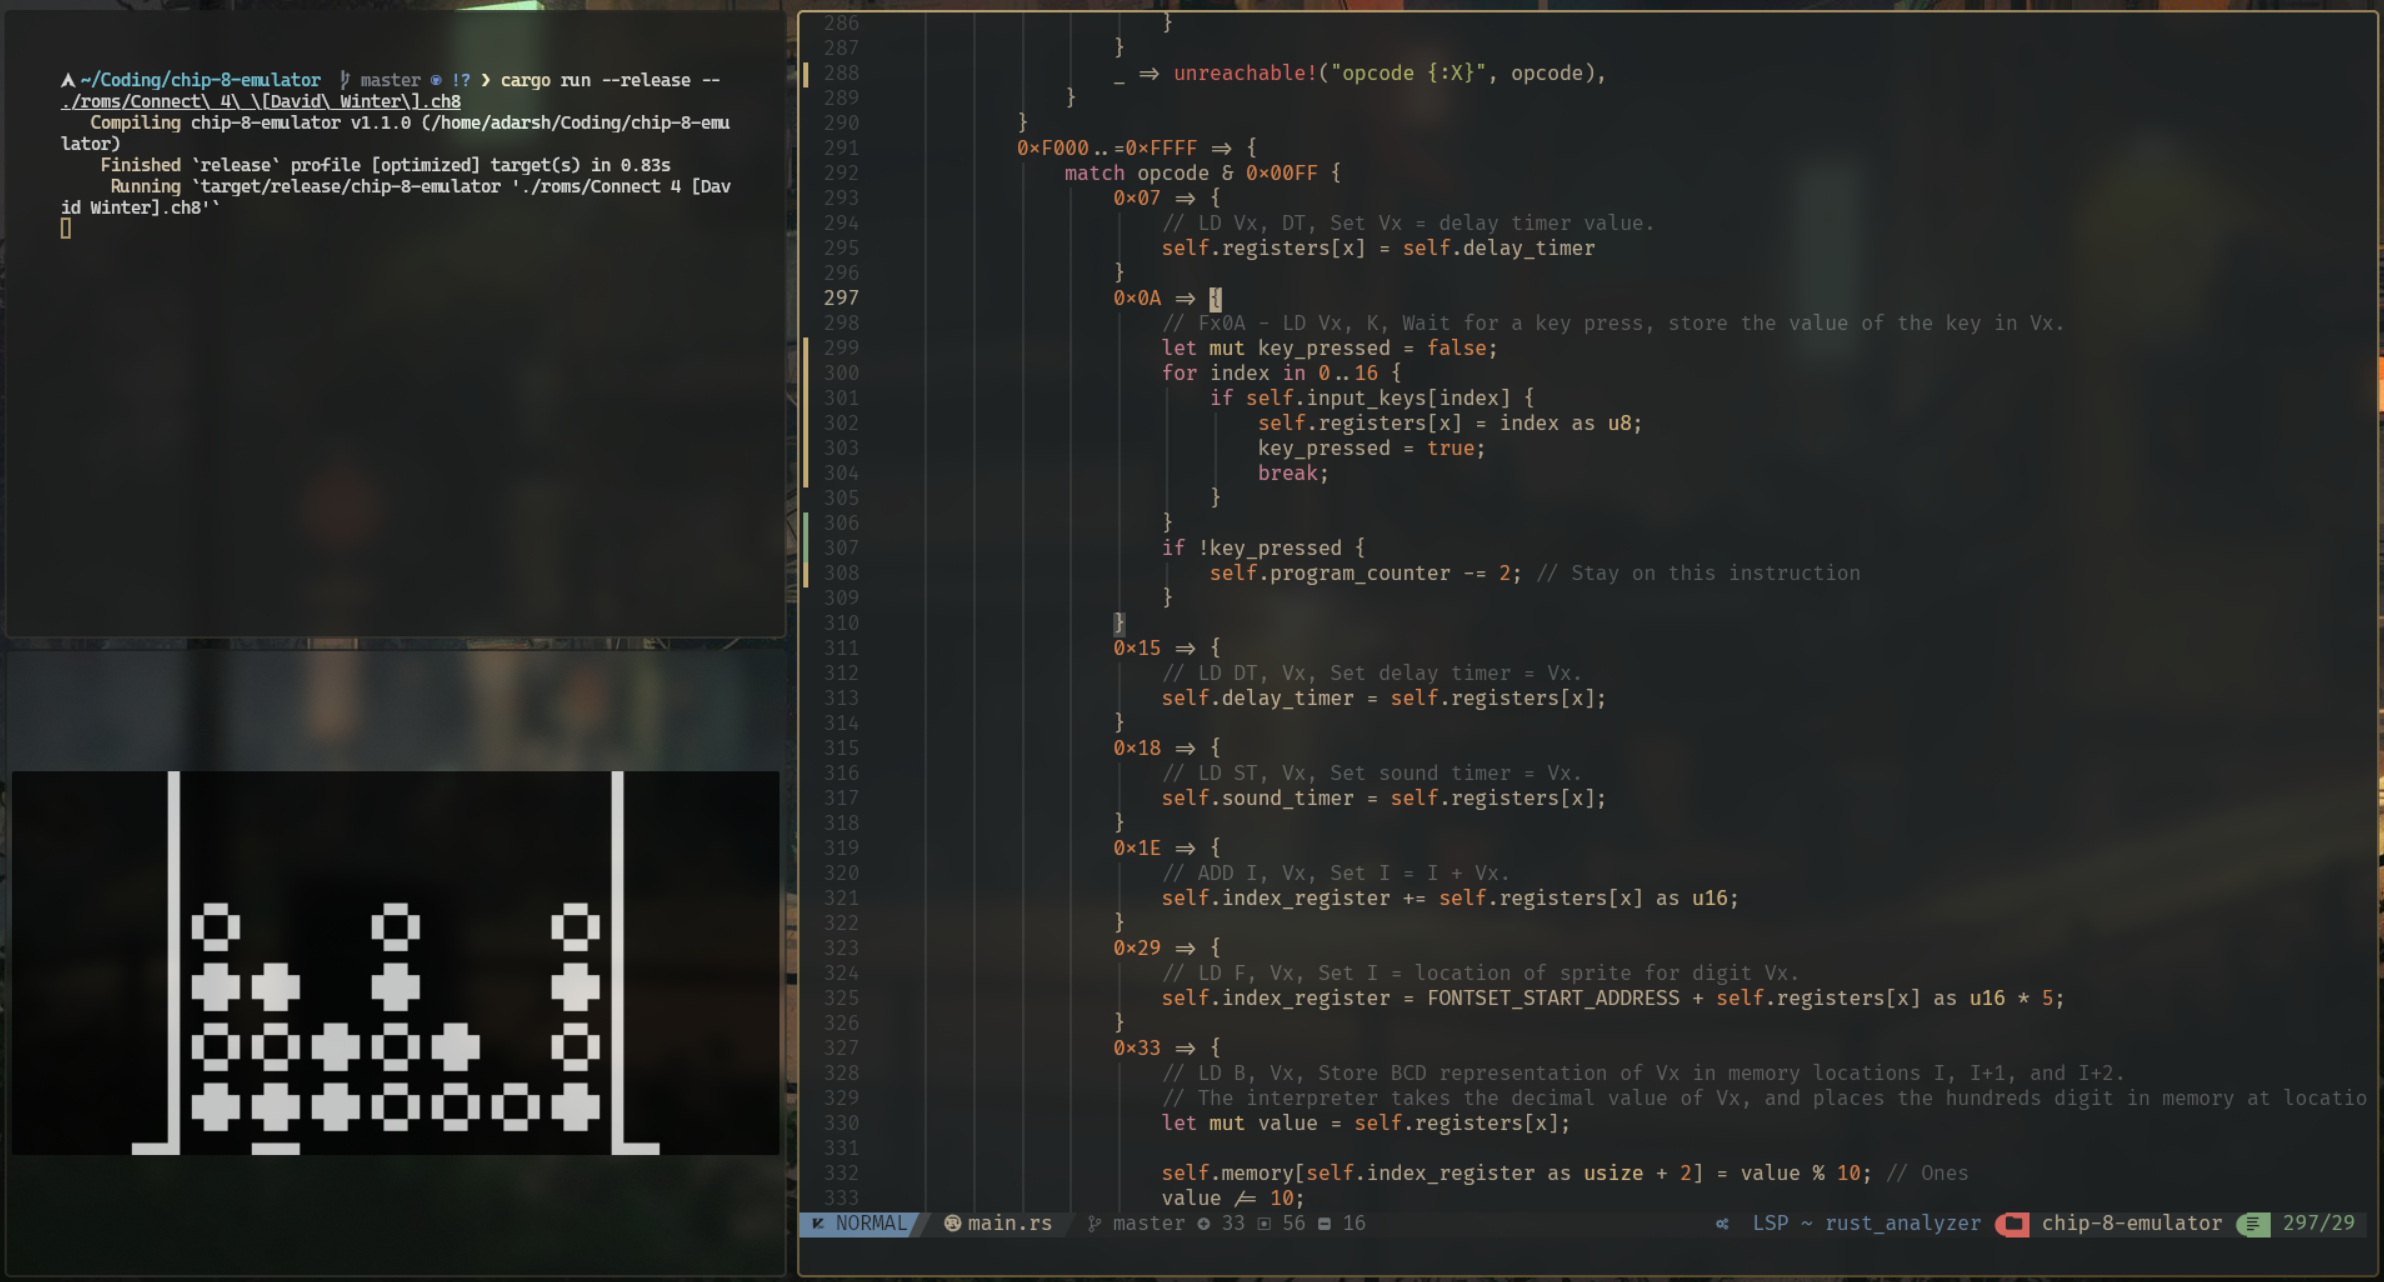 ~/Coding/chip-8-emulator master !? ❯ cargo run --release --
./roms/Connect\ 4\ \[David\ Winter\].ch8
Compiling chip-8-emulator v1.1.0 (/home/adarsh/Coding/chip-8-emu
lator)
Finished `release` profile [optimized] target(s) in 0.83s
Running `target/release/chip-8-emulator './roms/Connect 4 [Dav
id Winter].ch8'`
286 }
287 }
288 _ => unreachable!("opcode {:X}", opcode),
289 }
290 }
291 0xF000..=0xFFFF => {
292 match opcode & 0x00FF {
293 0x07 => {
294 // LD Vx, DT, Set Vx = delay timer value.
295 self.registers[x] = self.delay_timer
296 }
297 0x0A => {
298 // Fx0A - LD Vx, K, Wait for a key press, store the value of the key in Vx.
299 let mut key_pressed = false;
300 for index in 0..16 {
301 if self.input_keys[index] {
302 self.registers[x] = index as u8;
303 key_pressed = true;
304 break;
305 }
306 }
307 if !key_pressed {
308 self.program_counter -= 2; // Stay on this instruction
309 }
310 }
311 0x15 => {
312 // LD DT, Vx, Set delay timer = Vx.
313 self.delay_timer = self.registers[x];
314 }
315 0x18 => {
316 // LD ST, Vx, Set sound timer = Vx.
317 self.sound_timer = self.registers[x];
318 }
319 0x1E => {
320 // ADD I, Vx, Set I = I + Vx.
321 self.index_register += self.registers[x] as u16;
322 }
323 0x29 => {
324 // LD F, Vx, Set I = location of sprite for digit Vx.
325 self.index_register = FONTSET_START_ADDRESS + self.registers[x] as u16 * 5;
326 }
327 0x33 => {
328 // LD B, Vx, Store BCD representation of Vx in memory locations I, I+1, and I+2.
329 // The interpreter takes the decimal value of Vx, and places the hundreds digit in memory at locatio
330 let mut value = self.registers[x];
331
332 self.memory[self.index_register as usize + 2] = value % 10; // Ones
333 value /= 10;
NORMAL main.rs master 33 56 16 LSP ~ rust_analyzer chip-8-emulator 297/29